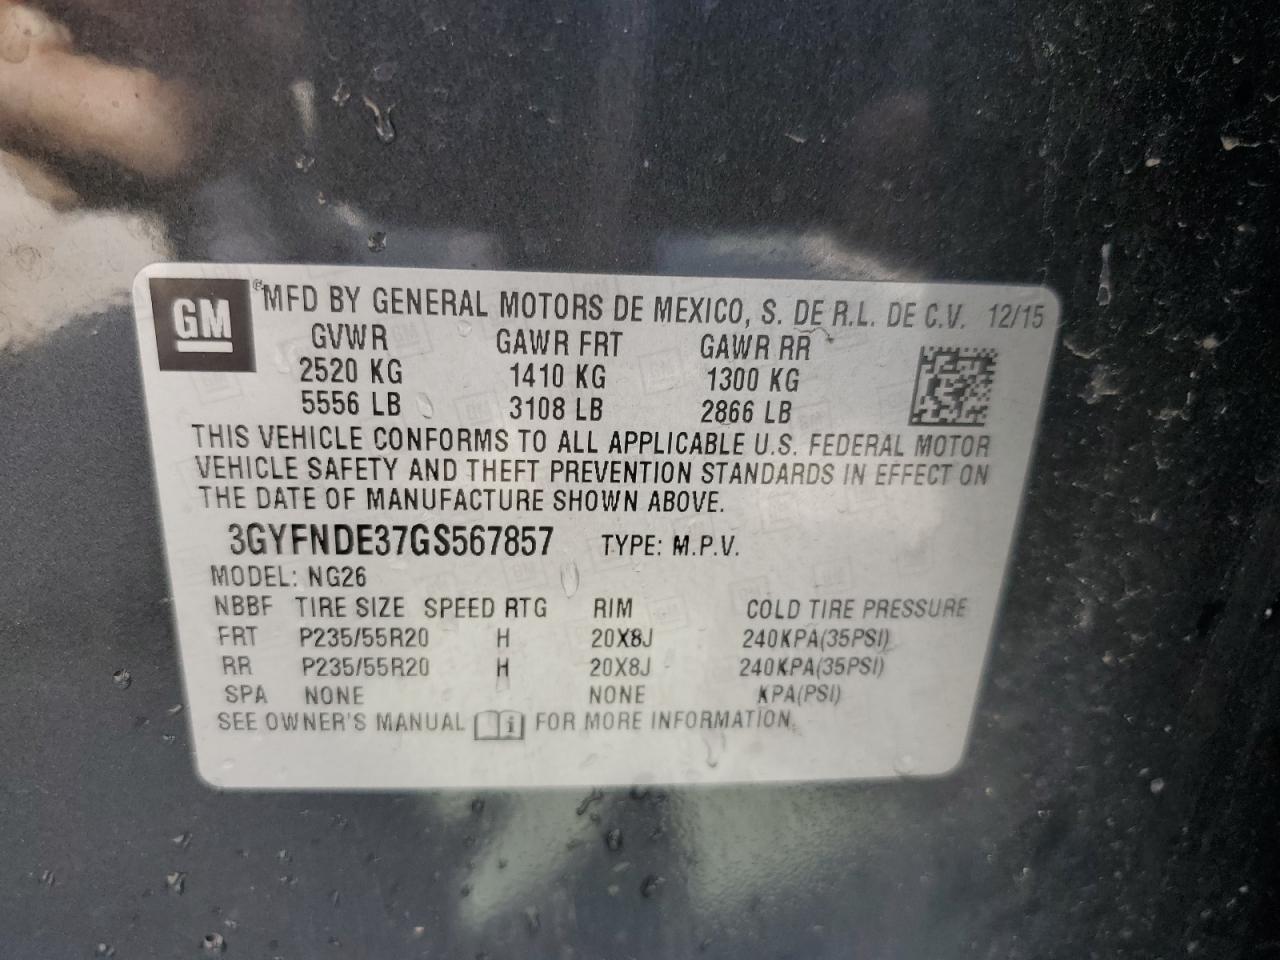 GM
® MFD BY GENERAL MOTORS DE MEXICO, S. DE R.L. DE C.V. 12/15
GVWR GAWR FRT GAWR RR
2520 KG 1410 KG 1300 KG
5556 LB 3108 LB 2866 LB
THIS VEHICLE CONFORMS TO ALL APPLICABLE U.S. FEDERAL MOTOR
VEHICLE SAFETY AND THEFT PREVENTION STANDARDS IN EFFECT ON
THE DATE OF MANUFACTURE SHOWN ABOVE.
3GYFNDE37GS567857 TYPE: M.P.V.
MODEL: NG26
NBBF TIRE SIZE SPEED RTG RIM COLD TIRE PRESSURE
FRT P235/55R20 H 20X8J 240KPA(35PSI)
RR P235/55R20 H 20X8J 240KPA(35PSI)
SPA NONE NONE KPA(PSI)
SEE OWNER'S MANUAL i FOR MORE INFORMATION.